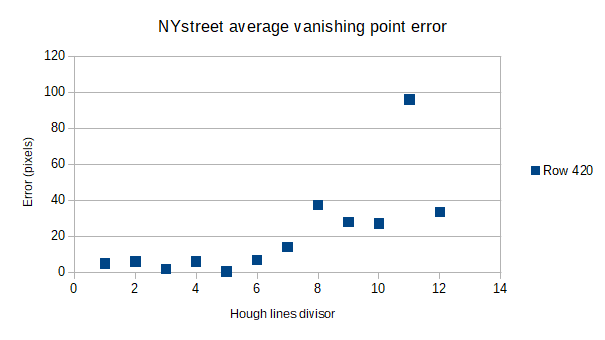 NYstreet average vanishing point error
120
100
80
60
40
20
0
Error (pixels)
0 2 4 6 8 10 12 14
Hough lines divisor
Row 420